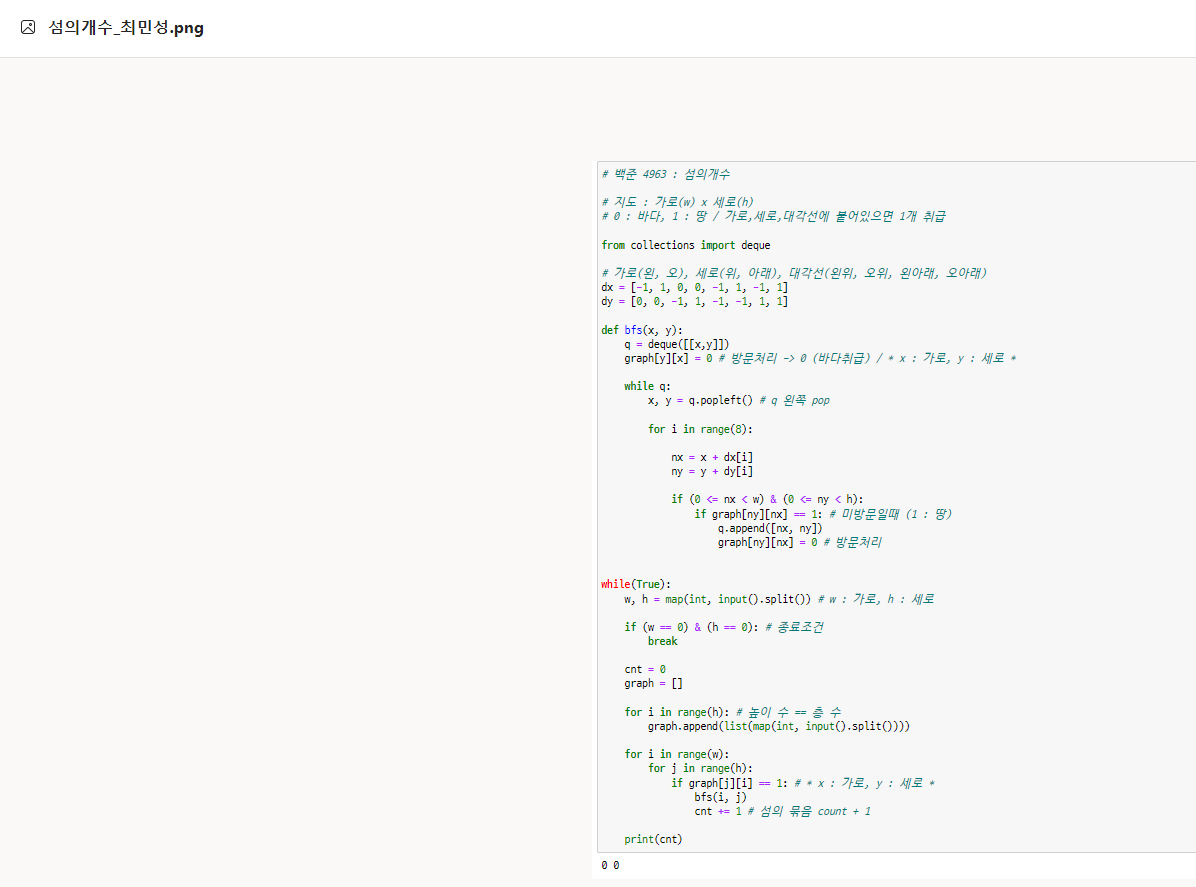 섬의개수_최민성.png
# 백준 4963 : 섬의개수
# 지도 : 가로(w) x 세로(h)
# 0 : 바다, 1 : 땅 / 가로,세로,대각선에 붙어있으면 1개 취급
from collections import deque
# 가로(왼, 오), 세로(위, 아래), 대각선(왼위, 오위, 왼아래, 오아래)
dx = [-1, 1, 0, 0, -1, 1, -1, 1]
dy = [0, 0, -1, 1, -1, -1, 1, 1]
def bfs(x, y):
    q = deque([[x,y]])
    graph[y][x] = 0 # 방문처리 -> 0 (바다취급) / * x : 가로, y : 세로 *
    while q:
        x, y = q.popleft() # q 왼쪽 pop
        for i in range(8):
            nx = x + dx[i]
            ny = y + dy[i]
            if (0 <= nx < w) & (0 <= ny < h):
                if graph[ny][nx] == 1: # 미방문일때 (1 : 땅)
                    q.append([nx, ny])
                    graph[ny][nx] = 0 # 방문처리
while(True):
    w, h = map(int, input().split()) # w : 가로, h : 세로
    if (w == 0) & (h == 0): # 종료조건
        break
    cnt = 0
    graph = []
    for i in range(h): # 높이 수 == 층 수
        graph.append(list(map(int, input().split())))
    for i in range(w):
        for j in range(h):
            if graph[j][i] == 1: # * x : 가로, y : 세로 *
                bfs(i, j)
                cnt += 1 # 섬의 묶음 count + 1
    print(cnt)
0 0